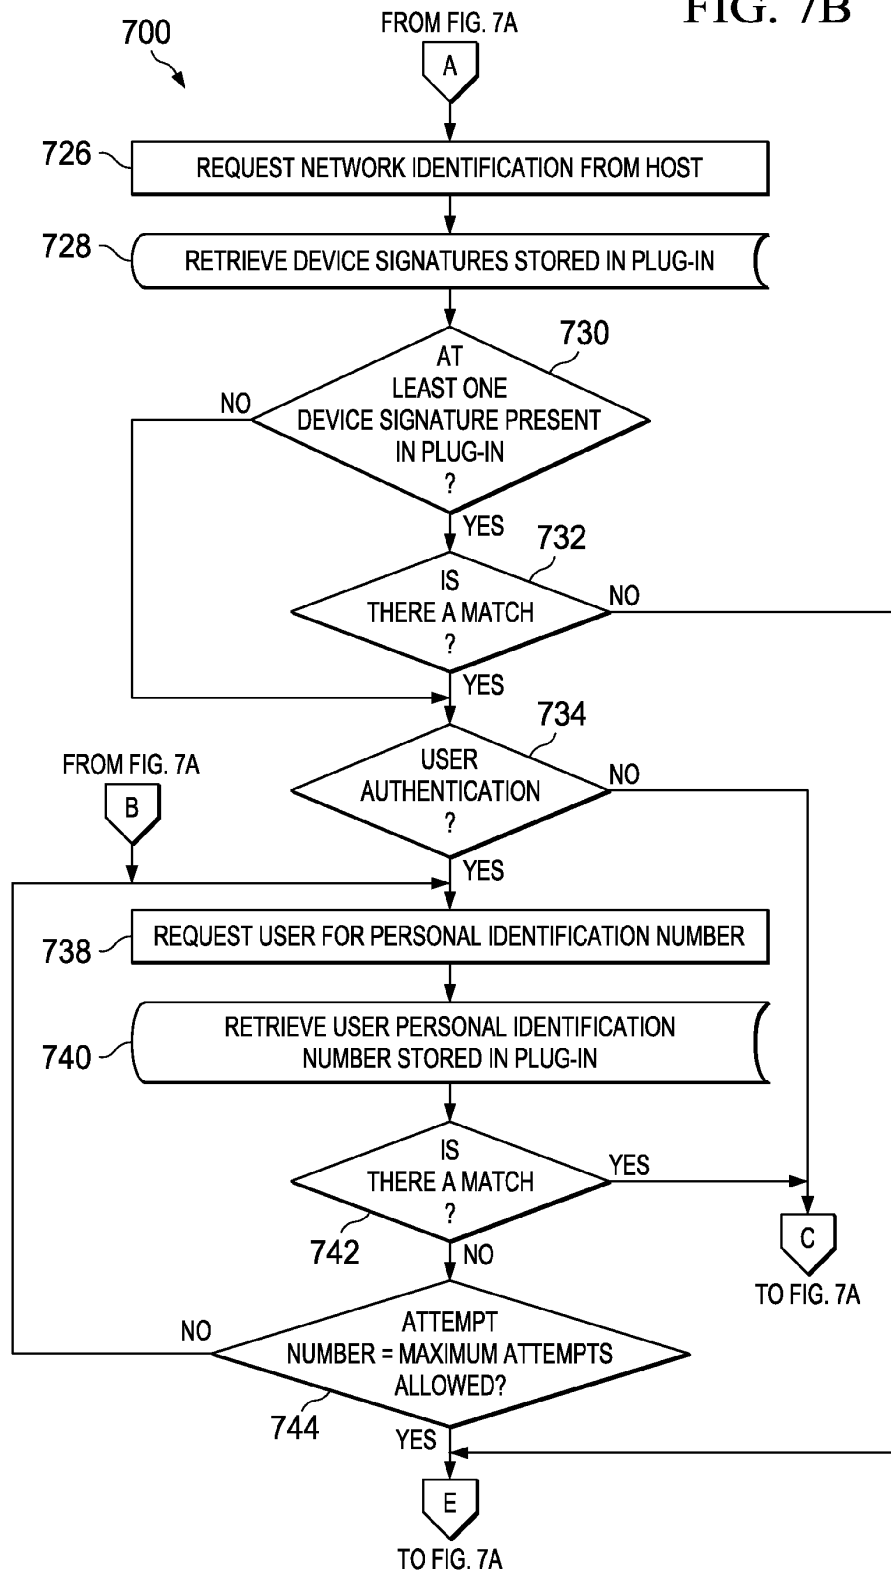 FROM FIG. 7A
FIG. 7B
700
A
726
REQUEST NETWORK IDENTIFICATION FROM HOST
728
RETRIEVE DEVICE SIGNATURES STORED IN PLUG-IN
730
AT
LEAST ONE
DEVICE SIGNATURE PRESENT
IN PLUG-IN
?
NO
YES
732
IS
THERE A MATCH
?
NO
YES
734
USER
AUTHENTICATION
?
NO
FROM FIG. 7A
B
YES
738
REQUEST USER FOR PERSONAL IDENTIFICATION NUMBER
740
RETRIEVE USER PERSONAL IDENTIFICATION
NUMBER STORED IN PLUG-IN
IS
THERE A MATCH
?
YES
742
NO
C
TO FIG. 7A
ATTEMPT
NUMBER = MAXIMUM ATTEMPTS
ALLOWED?
NO
744
YES
E
TO FIG. 7A